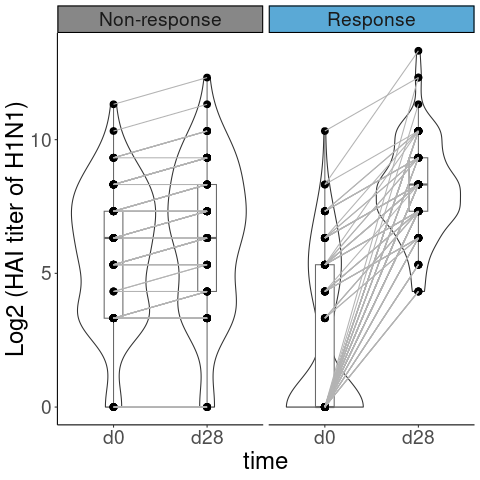 Non-response
Response
Log2 (HAI titer of H1N1)
10
5
0
d0
d28
d0
d28
time